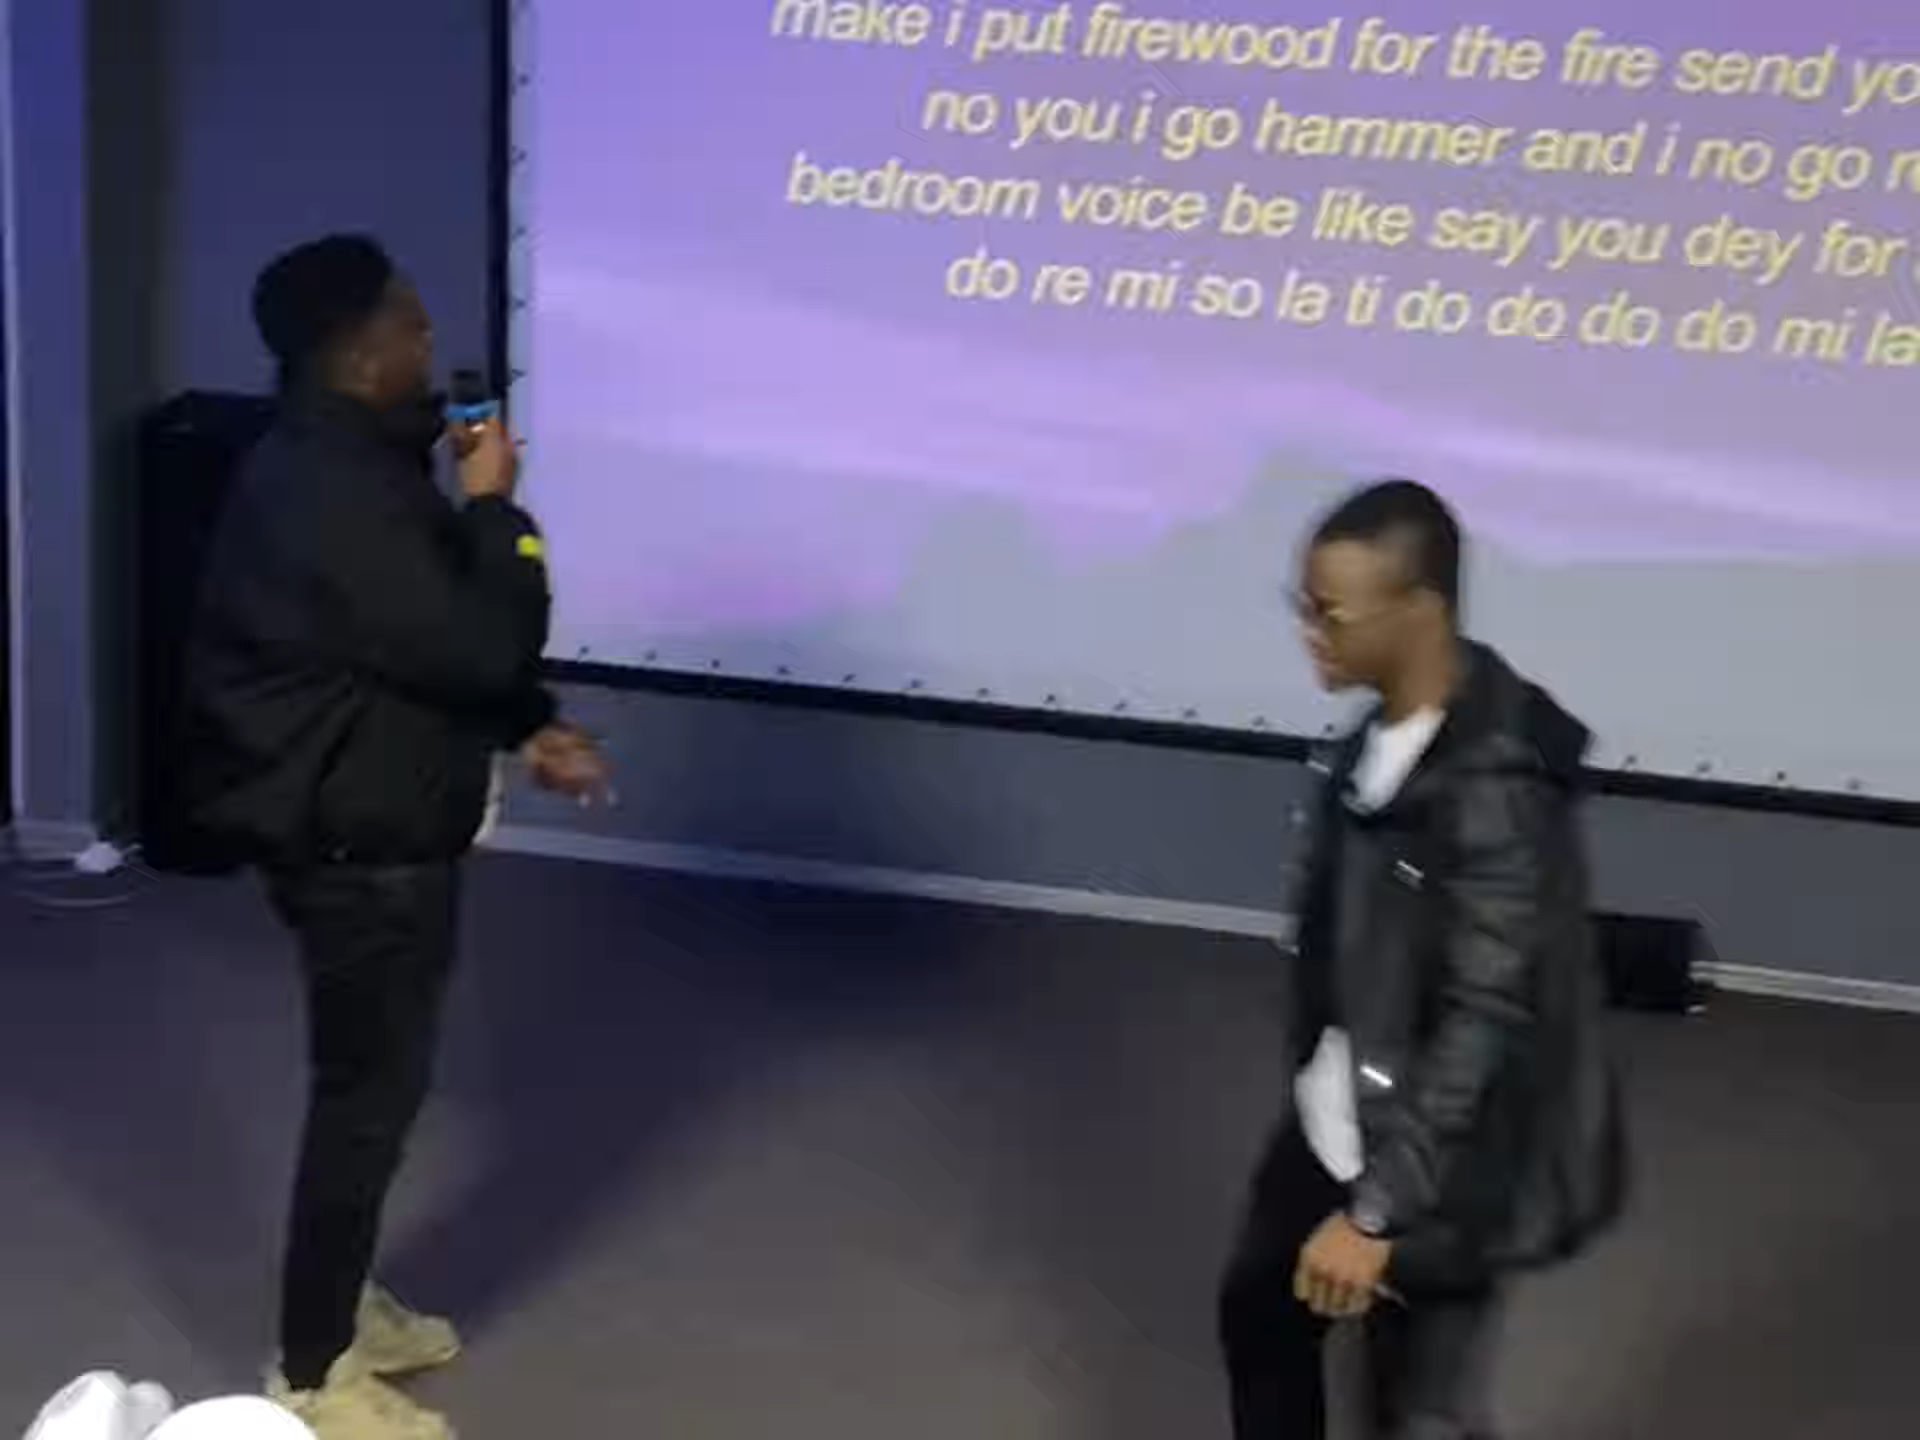 make i put firewood for the fire send
no you i go hammer and i no go
bedroom voice be like say you dey for
do re mi so la ti do do do do mi la